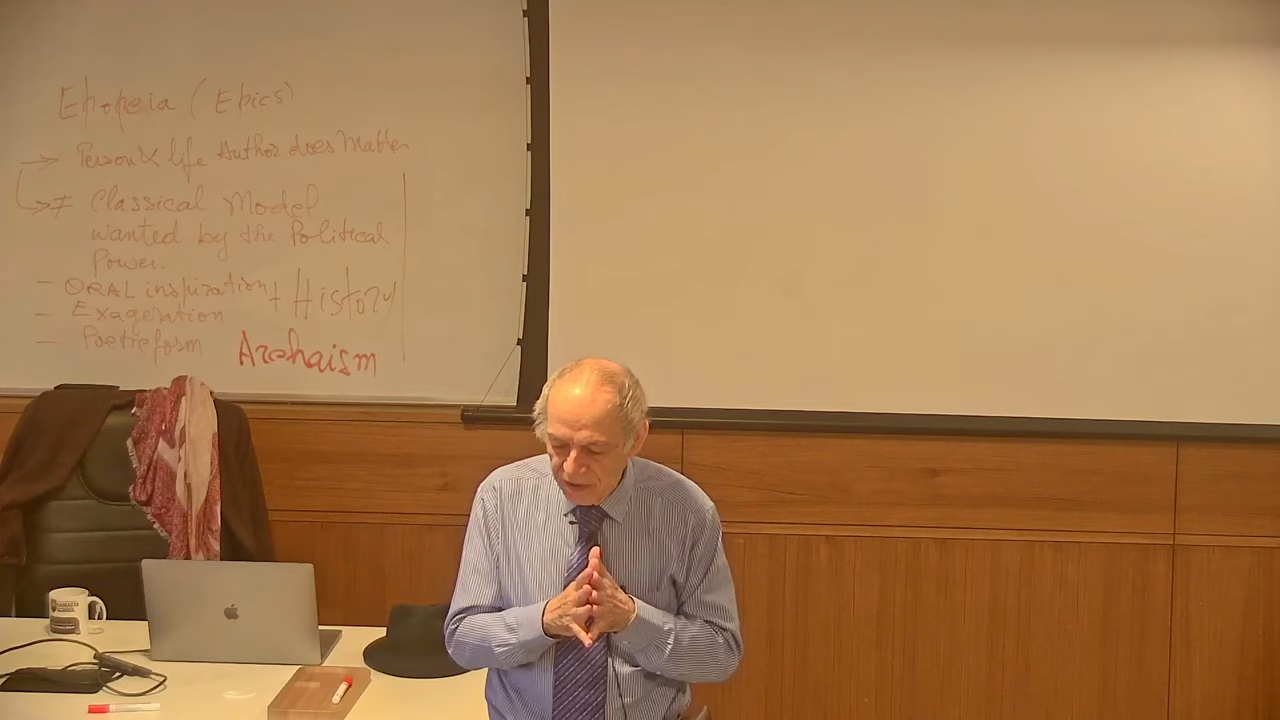 Epopeia (Epics)
→ Person & life Author does Matter
→ ≠ Classical Model
wanted by the Political
Power.
- ORAL inspiration + History
- Exageration
- Poetic form Archaism